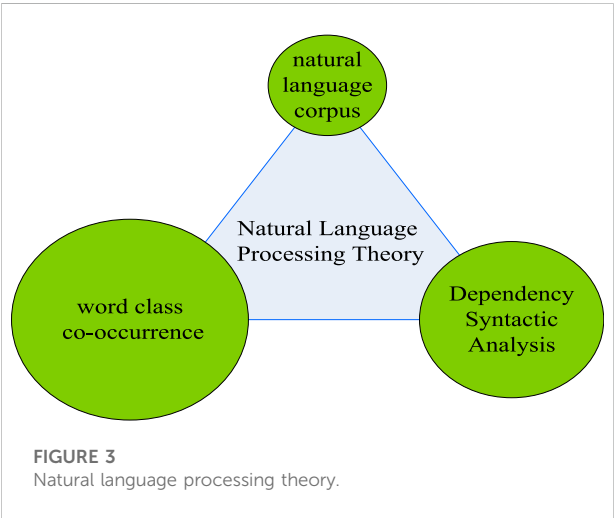 natural
language
corpus
Natural Language
Processing Theory
word class
co-occurrence
Dependency
Syntactic
Analysis
FIGURE 3
Natural language processing theory.